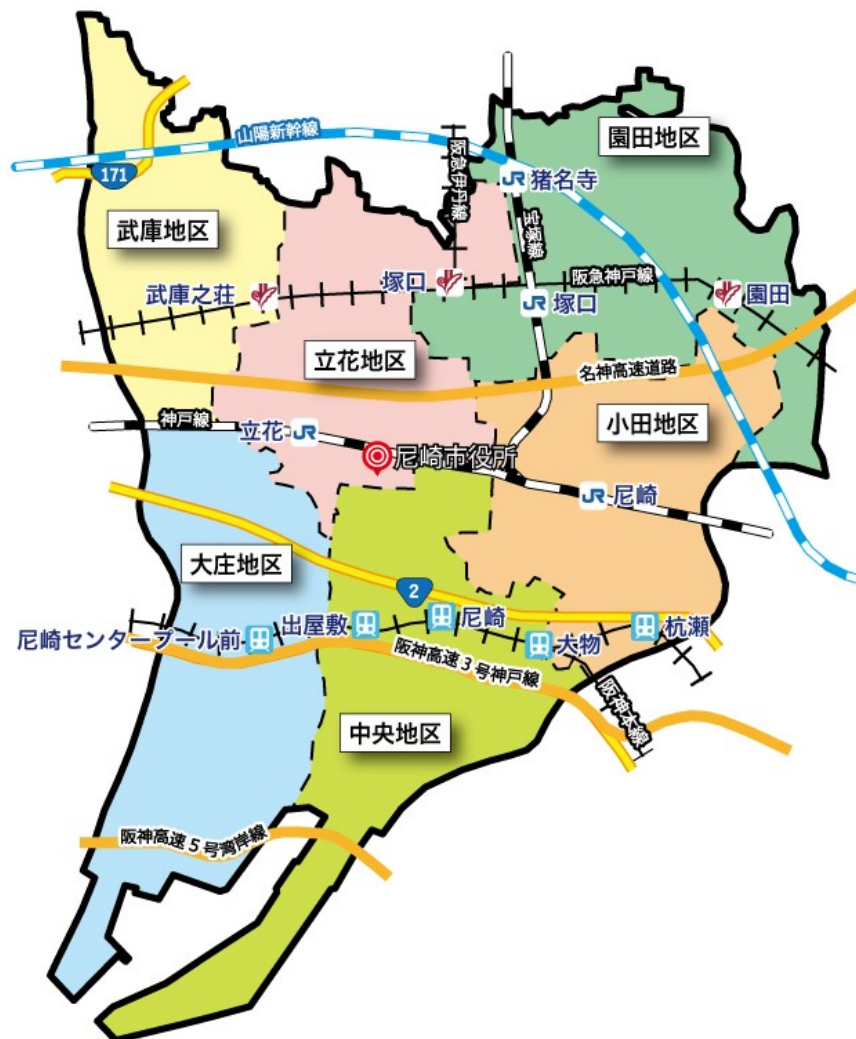 山陽新幹線
阪急伊丹線
園田地区
171
JR 猪名寺
宝塚線
武庫地区
武庫之荘
塚口
阪急神戸線
園田
JR 塚口
立花地区
名神高速道路
神戸線
立花 JR
小田地区
尼崎市役所
JR 尼崎
大庄地区
2
尼崎センタープール前
出屋敷
尼崎
大物
杭瀬
阪神高速3号神戸線
阪神本線
中央地区
阪神高速5号湾岸線